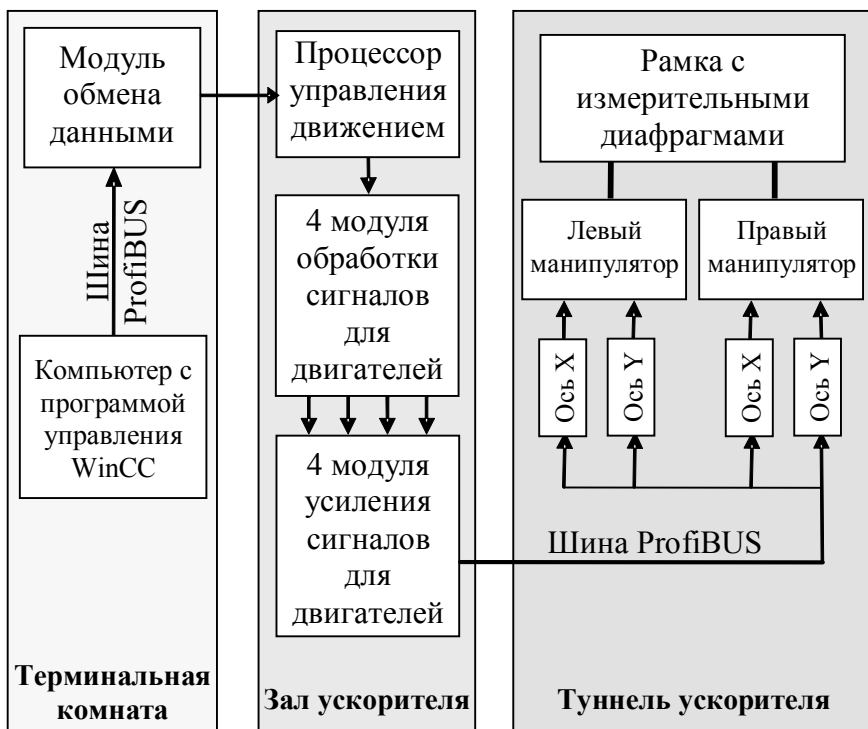 Модуль
обмена
данными
Шина
ProfiBUS
Компьютер с
программой
управления
WinCC
Терминальная
комната
Процессор
управления
движением
4 модуля
обработки
сигналов
для
двигателей
4 модуля
усиления
сигналов
для
двигателей
Зал ускорителя
Рамка с
измерительными
диафрагмами
Левый
манипулятор
Правый
манипулятор
Ось X
Ось Y
Ось X
Ось Y
Шина ProfiBUS
Туннель ускорителя